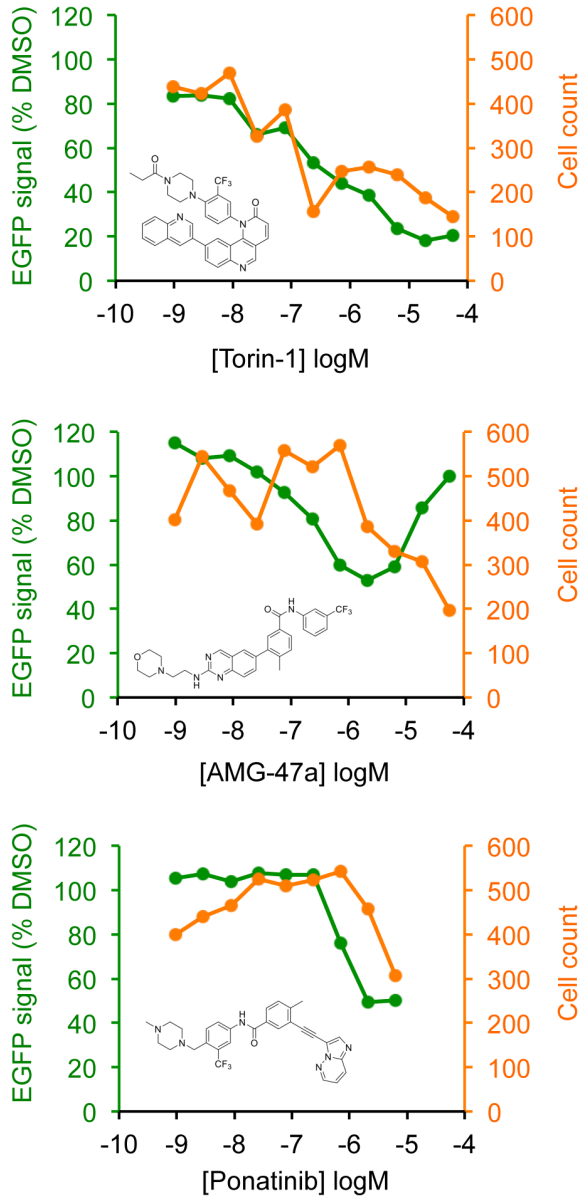 EGFP signal (% DMSO)
120
100
80
60
40
20
0
600
500
400
300
200
100
0
Cell count
O
N
N
CF3
O
N
N
N
-10 -9 -8 -7 -6 -5 -4
[Torin-1] logM
EGFP signal (% DMSO)
120
100
80
60
40
20
0
600
500
400
300
200
100
0
Cell count
H
N
O
CF3
O
N
N
H
N
N
-10 -9 -8 -7 -6 -5 -4
[AMG-47a] logM
EGFP signal (% DMSO)
120
100
80
60
40
20
0
600
500
400
300
200
100
0
Cell count
N
N
H
N
O
CF3
N
N
N
-10 -9 -8 -7 -6 -5 -4
[Ponatinib] logM